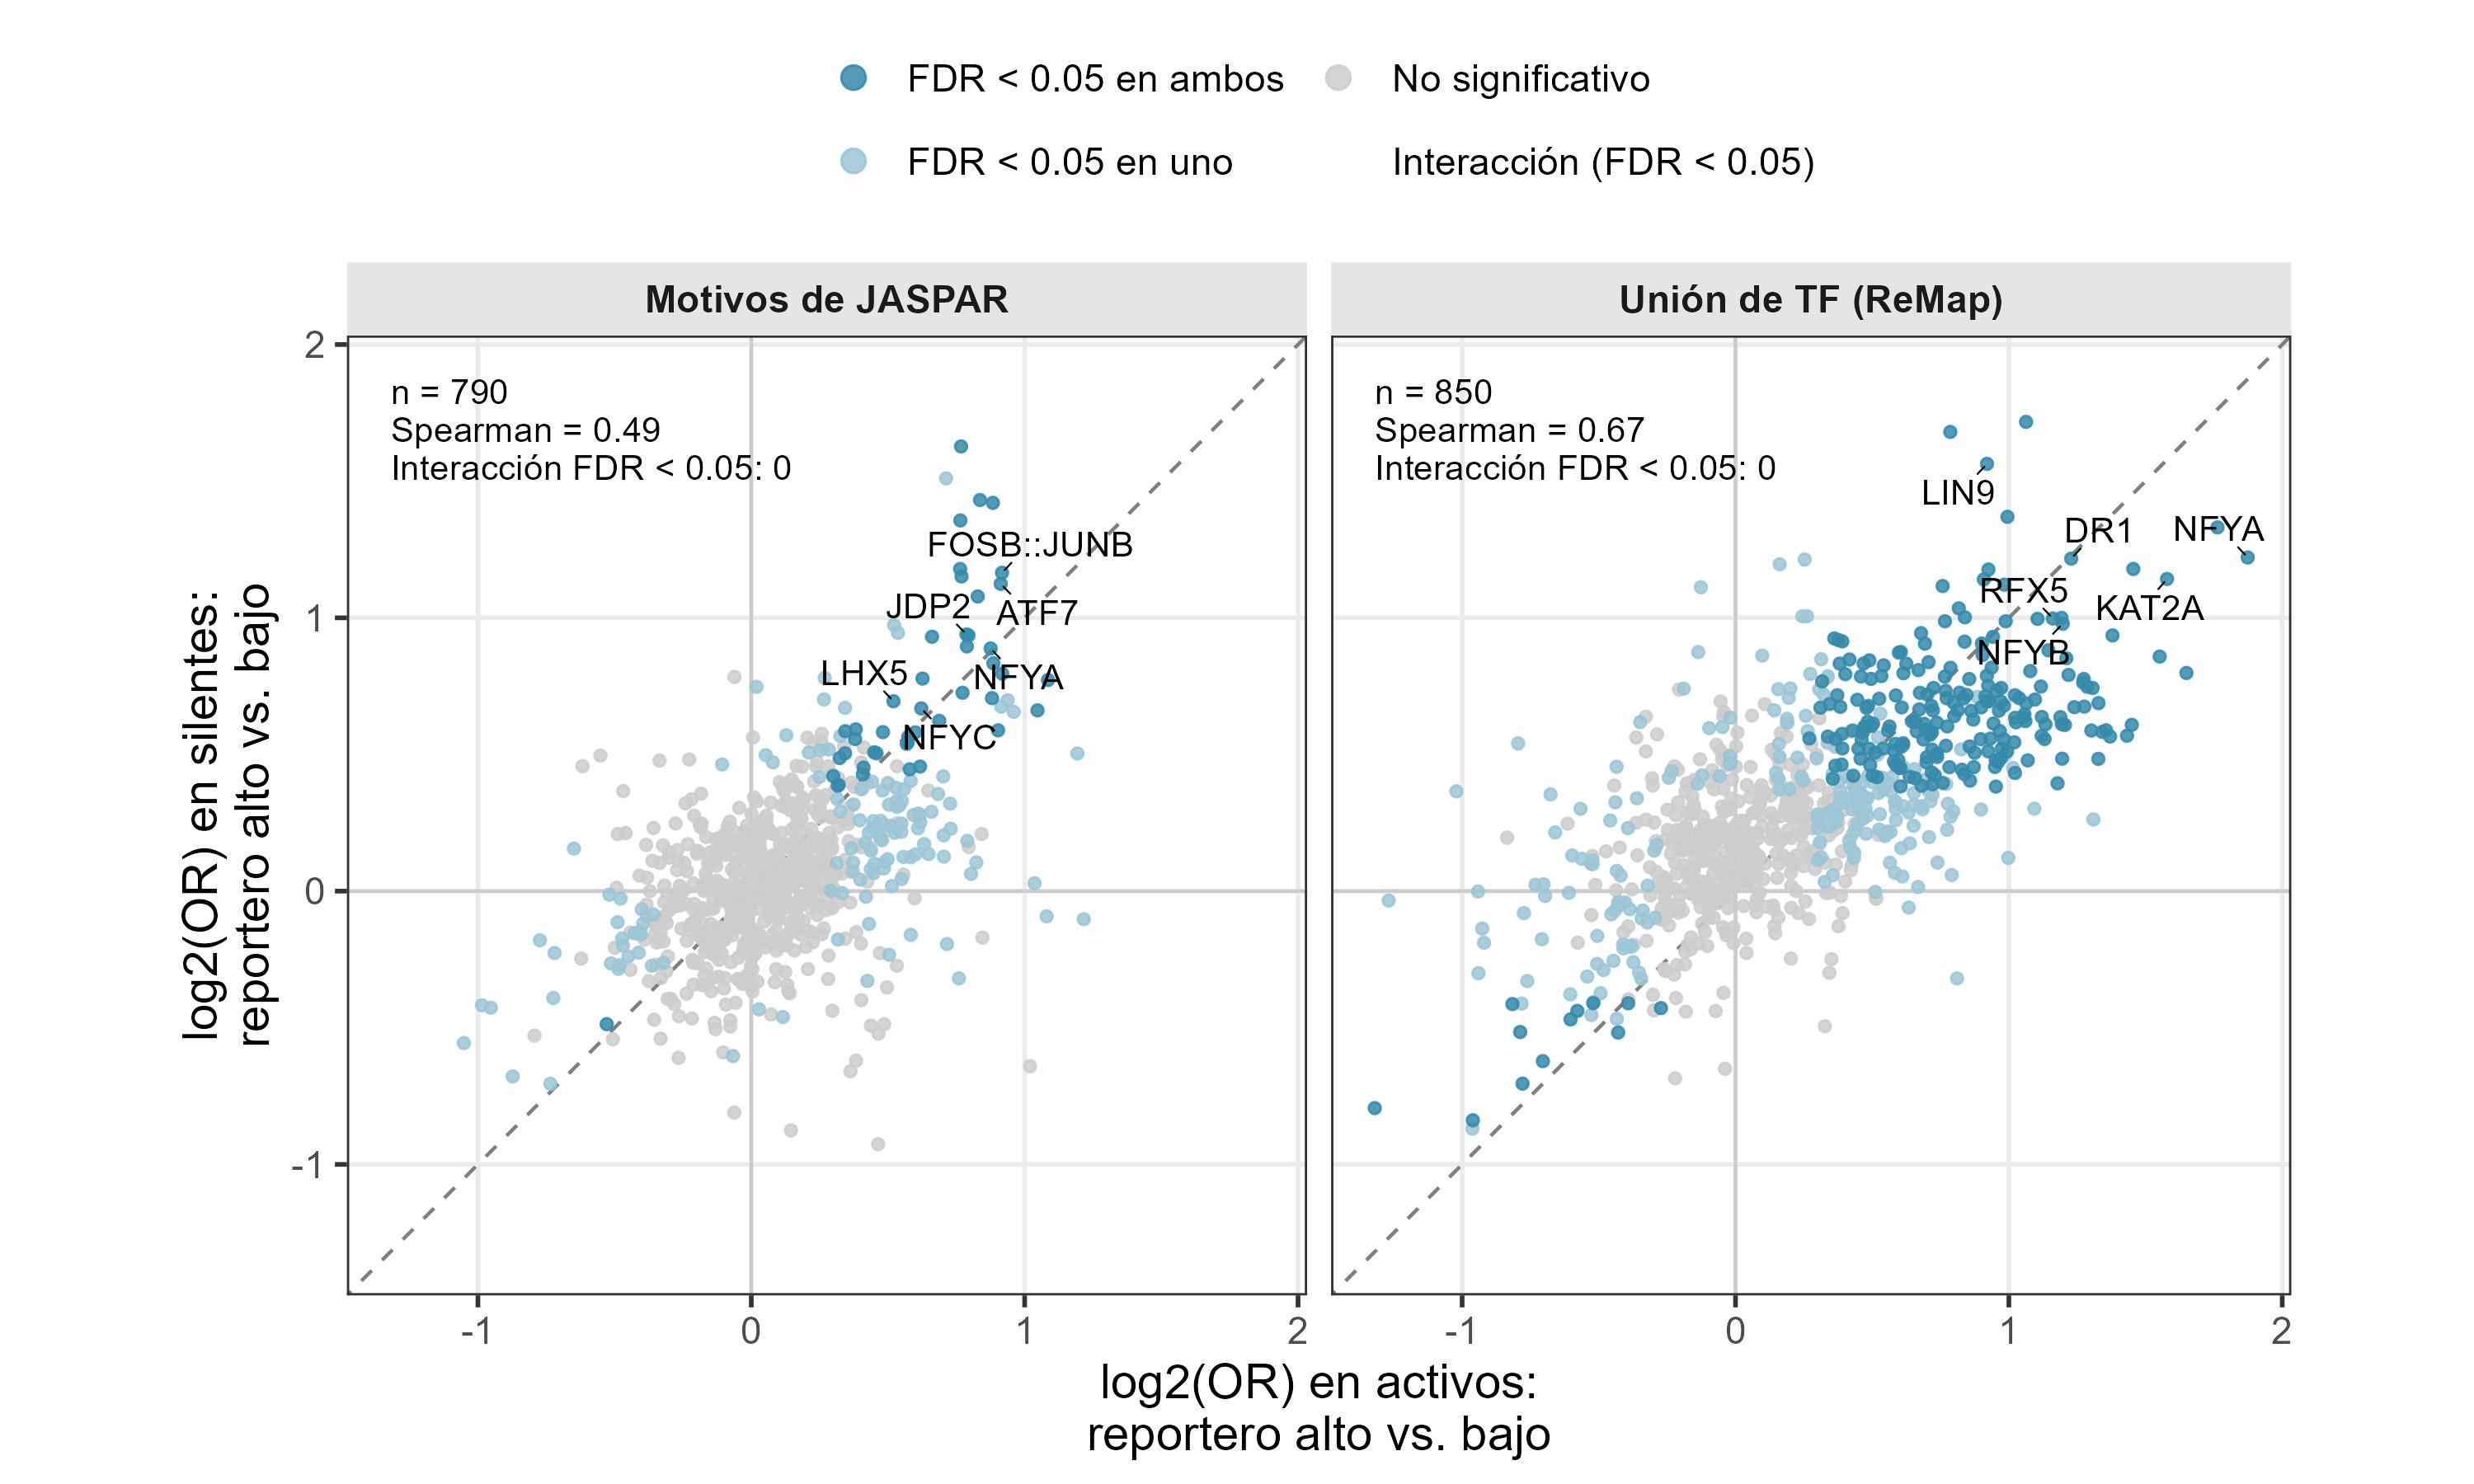 FDR < 0.05 en ambos
No significativo
FDR < 0.05 en uno
Interacción (FDR < 0.05)
Motivos de JASPAR
Unión de TF (ReMap)
n = 790
Spearman = 0.49
Interacción FDR < 0.05: 0
FOSB::JUNB
JDP2
ATF7
LHX5
NFYA
NFYC
n = 850
Spearman = 0.67
Interacción FDR < 0.05: 0
LIN9
DR1
NFYA
RFX5
KAT2A
NFYB
2
1
0
-1
-1
0
1
2
-1
0
1
2
log2(OR) en silentes:
reportero alto vs. bajo
log2(OR) en activos:
reportero alto vs. bajo